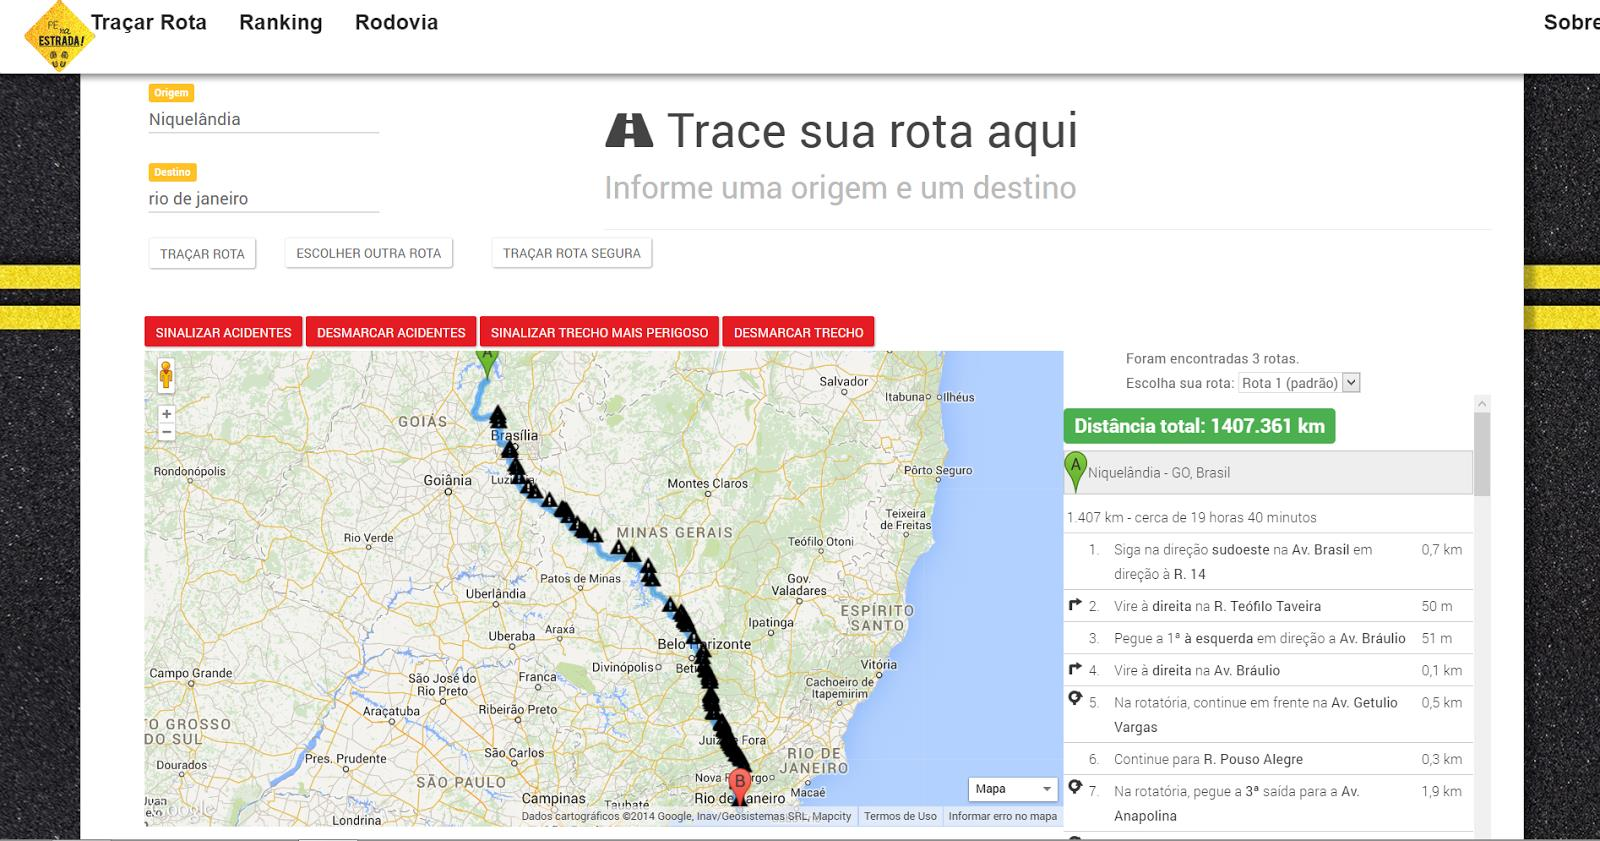 PE na
ESTRADA!
Traçar Rota
Ranking
Rodovia
Sobre
Origem
Niquelândia
Destino
rio de janeiro
Trace sua rota aqui
Informe uma origem e um destino
TRAÇAR ROTA
ESCOLHER OUTRA ROTA
TRAÇAR ROTA SEGURA
SINALIZAR ACIDENTES
DESMARCAR ACIDENTES
SINALIZAR TRECHO MAIS PERIGOSO
DESMARCAR TRECHO
A
Salvador
Itabuna
Ilhéus
GOIÁS
Brasília
Rondonópolis
Goiânia
Porto Seguro
Montes Claros
Teixeira
de Freitas
MINAS GERAIS
Rio Verde
Teófilo Otoni
Patos de Minas
Gov.
Valadares
Uberlândia
ESPÍRITO
SANTO
Ipatinga
Araxá
Uberaba
Belo Horizonte
Divinópolis
Vitória
Campo Grande
São José do
Rio Preto
Franca
Cachoeiro de
Itapemirim
Araçatuba
Ribeirão Preto
DO SUL
Juiz de Fora
São Carlos
RIO DE
JANEIRO
Dourados
Pres. Prudente
SÃO PAULO
B
Macaé
Campinas
Rio de Janeiro
Taubaté
Londrina
Mapa
Dados cartográficos ©2014 Google, Inav/Geosistemas SRL, Mapcity
Termos de Uso
Informar erro no mapa
Foram encontradas 3 rotas.
Escolha sua rota: Rota 1 (padrão)
Distância total: 1407.361 km
A Niquelândia - GO, Brasil
1.407 km - cerca de 19 horas 40 minutos
1. Siga na direção sudoeste na Av. Brasil em 0,7 km
direção à R. 14
2. Vire à direita na R. Teófilo Taveira 50 m
3. Pegue a 1ª à esquerda em direção a Av. Bráulio 51 m
4. Vire à direita na Av. Bráulio 0,1 km
5. Na rotatória, continue em frente na Av. Getulio 0,5 km
Vargas
6. Continue para R. Pouso Alegre 0,3 km
7. Na rotatória, pegue a 3ª saída para a Av. 1,9 km
Anapolina